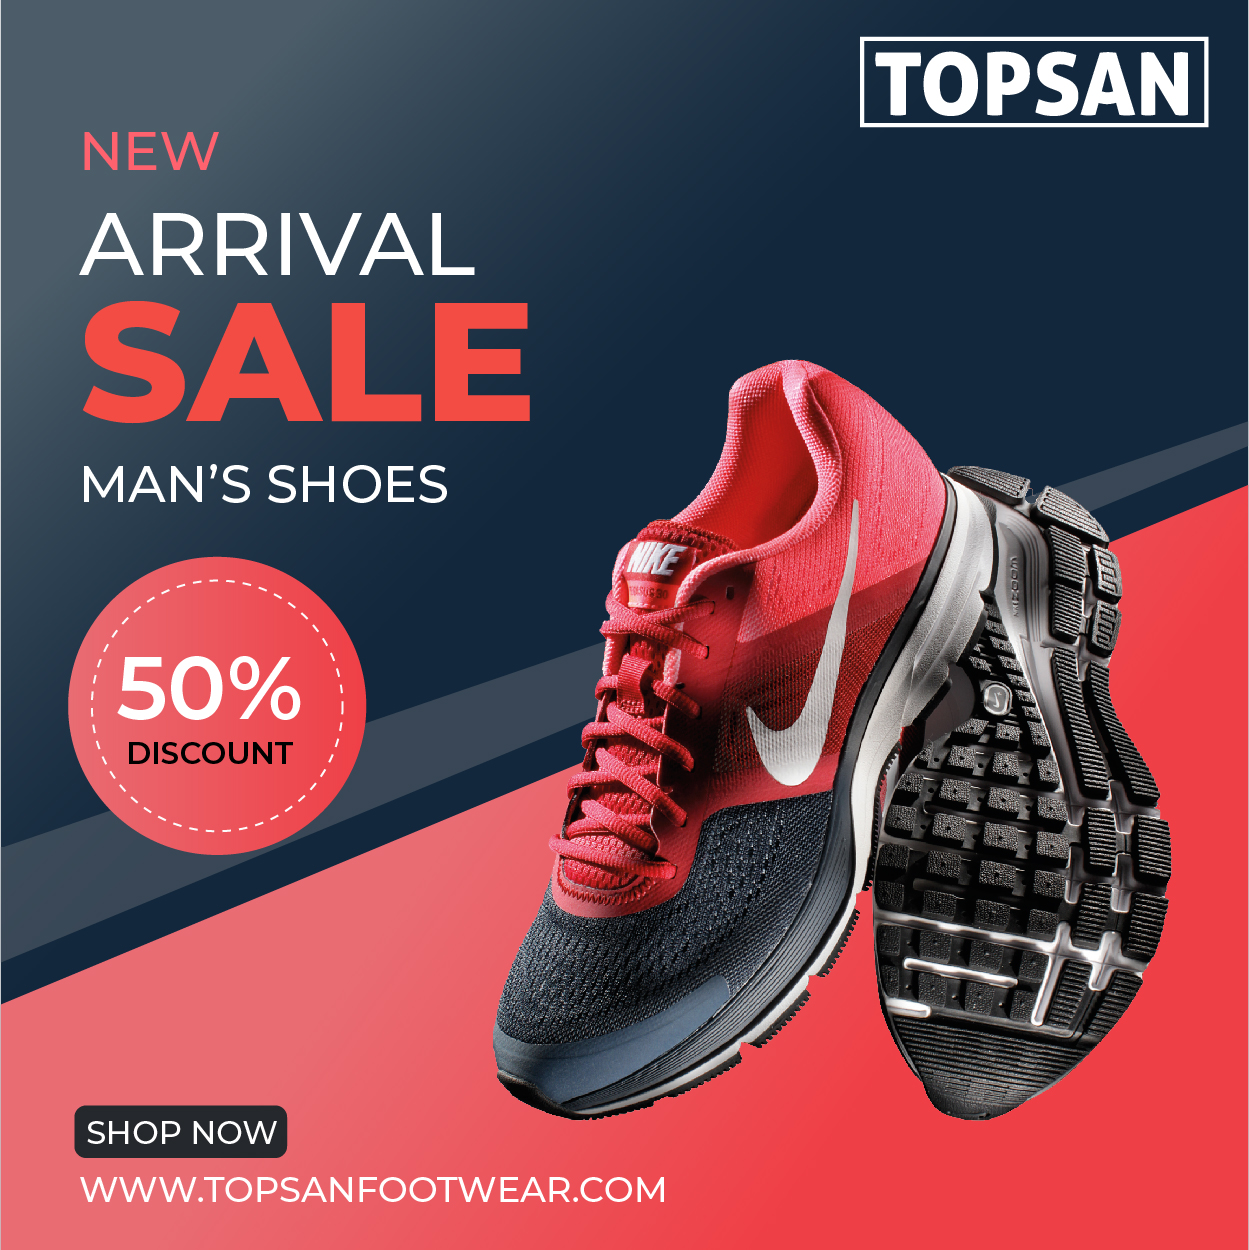 TOPSAN
NEW
ARRIVAL
SALE
MAN'S SHOES
NIKE
50%
DISCOUNT
SHOP NOW
WWW.TOPSANFOOTWEAR.COM